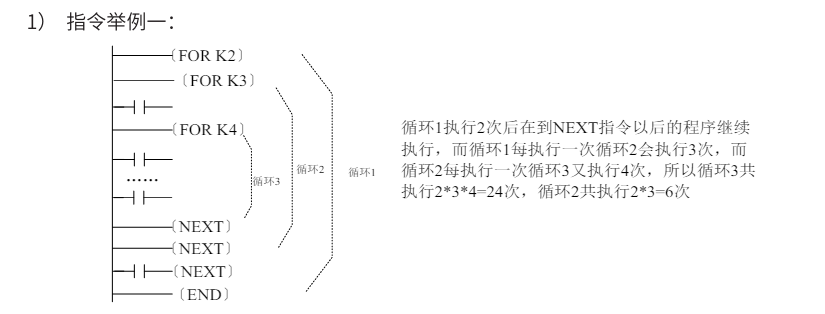 1） 指令举例一：
〔FOR K2〕
〔FOR K3〕
〔FOR K4〕
……
循环3
循环2
循环1
〔NEXT〕
〔NEXT〕
〔NEXT〕
〔END〕
循环1执行2次后在到NEXT指令以后的程序继续
执行，而循环1每执行一次循环2会执行3次，而
循环2每执行一次循环3又执行4次，所以循环3共
执行2*3*4=24次，循环2共执行2*3=6次